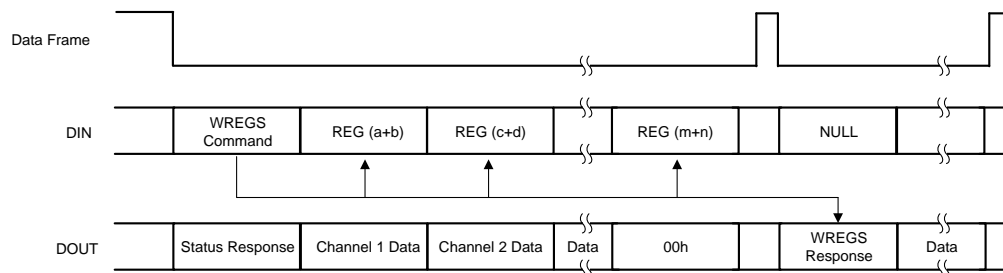 Data Frame
DIN
WREGS
Command
REG (a+b)
REG (c+d)
REG (m+n)
NULL
DOUT
Status Response
Channel 1 Data
Channel 2 Data
Data
00h
WREGS
Response
Data